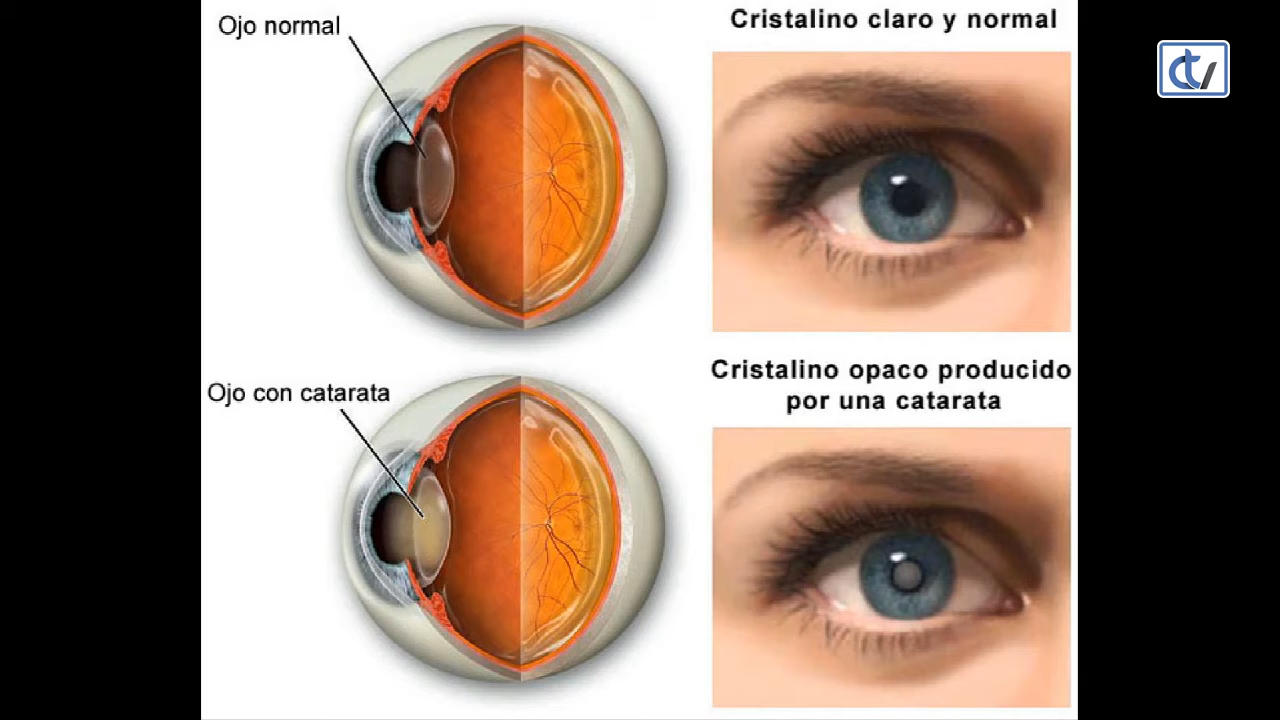 Ojo normal
Cristalino claro y normal
Ojo con catarata
Cristalino opaco producido
por una catarata